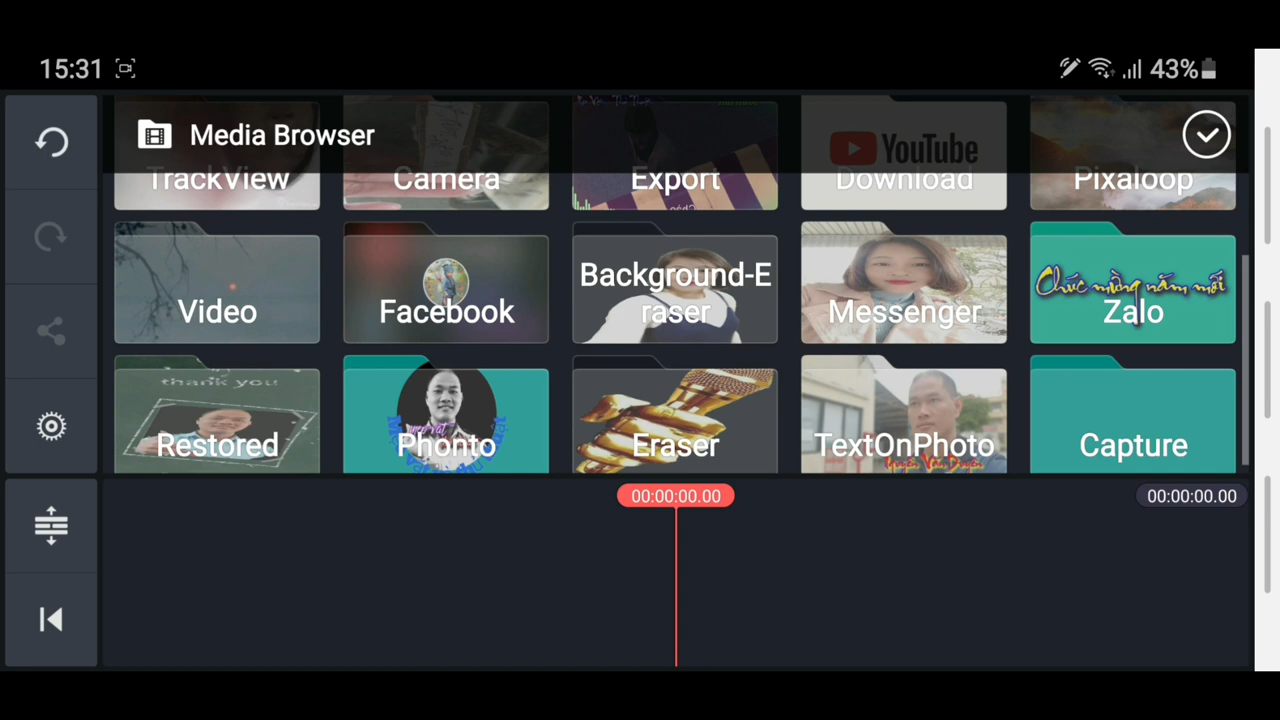 15:31
43%
Media Browser
TrackView
Camera
Export
YouTube
Download
Pixaloop
Video
Facebook
Background-E
raser
Messenger
Chúc mừng năm mới
Zalo
thank you
Restored
Phonto
Eraser
TextOnPhoto
Capture
00:00:00.00
00:00:00.00